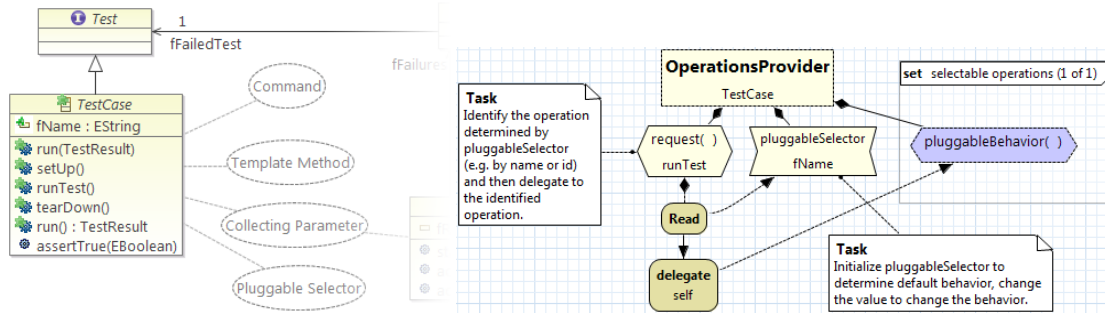 Test
1
fFailedTest
fFailures
TestCase
fName : EString
run(TestResult)
setUp()
runTest()
tearDown()
run() : TestResult
assertTrue(EBoolean)
Command
Template Method
Collecting Parameter
Pluggable Selector
OperationsProvider
TestCase
set selectable operations (1 of 1)
Task
Identify the operation
determined by
pluggableSelector
(e.g. by name or id)
and then delegate to
the identified
operation.
request( )
runTest
pluggableSelector
fName
pluggableBehavior( )
Read
delegate
self
Task
Initialize pluggableSelector to
determine default behavior, change
the value to change the behavior.